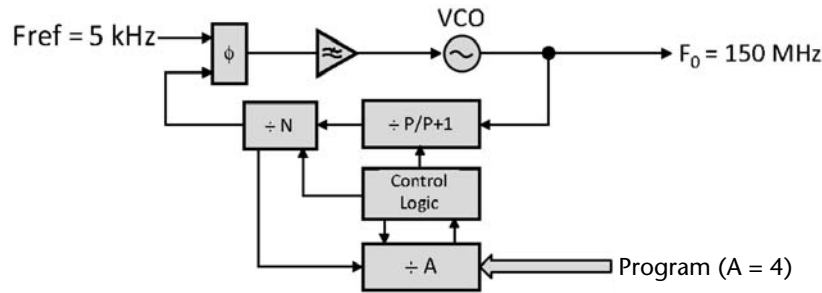 VCO
Fref = 5 kHz
ϕ
F₀ = 150 MHz
÷ N
÷ P/P+1
Control
Logic
÷ A
Program (A = 4)